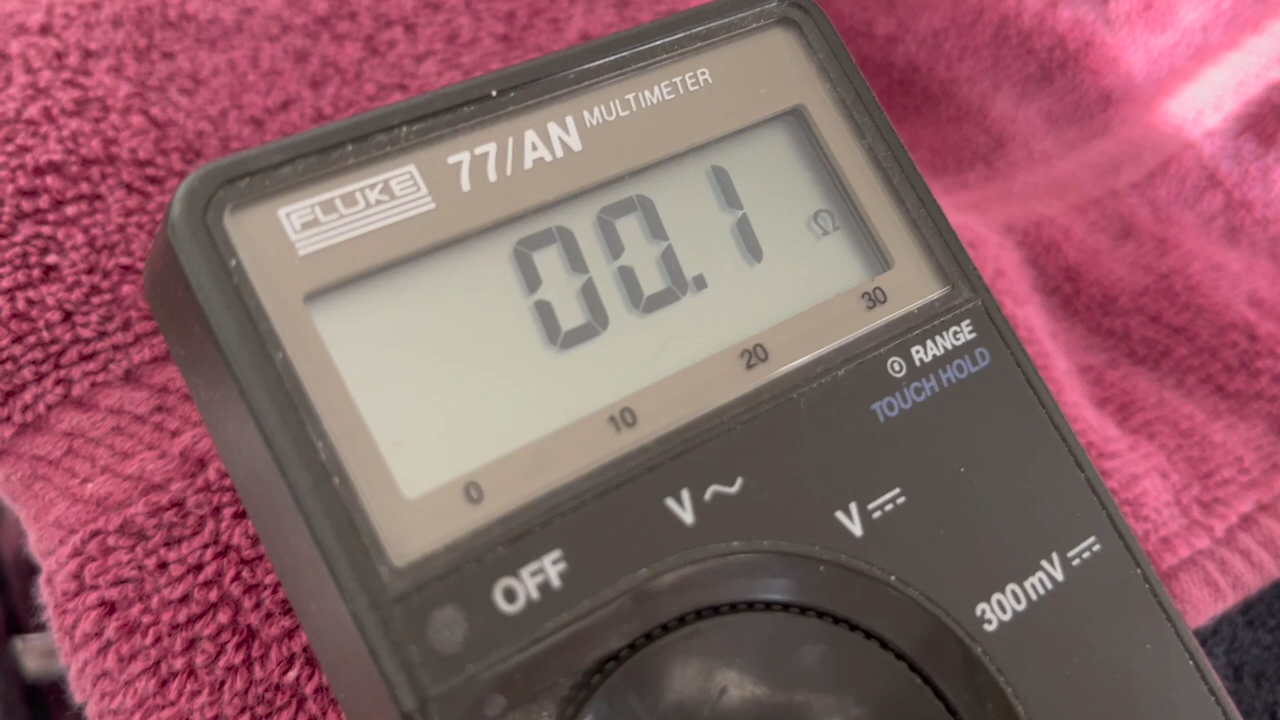 FLUKE 77/AN MULTIMETER
00.1 Ω
0 10 20 30
RANGE
TOUCH HOLD
OFF V~ V⎓ 300mV⎓